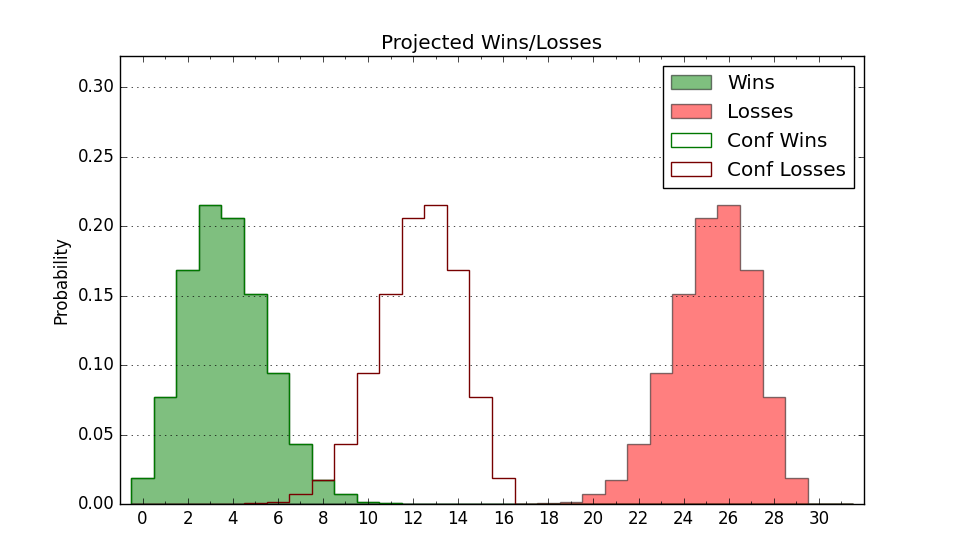 Projected Wins/Losses
Wins
Losses
Conf Wins
Conf Losses
Probability
0.30
0.25
0.20
0.15
0.10
0.05
0.00
0 2 4 6 8 10 12 14 16 18 20 22 24 26 28 30